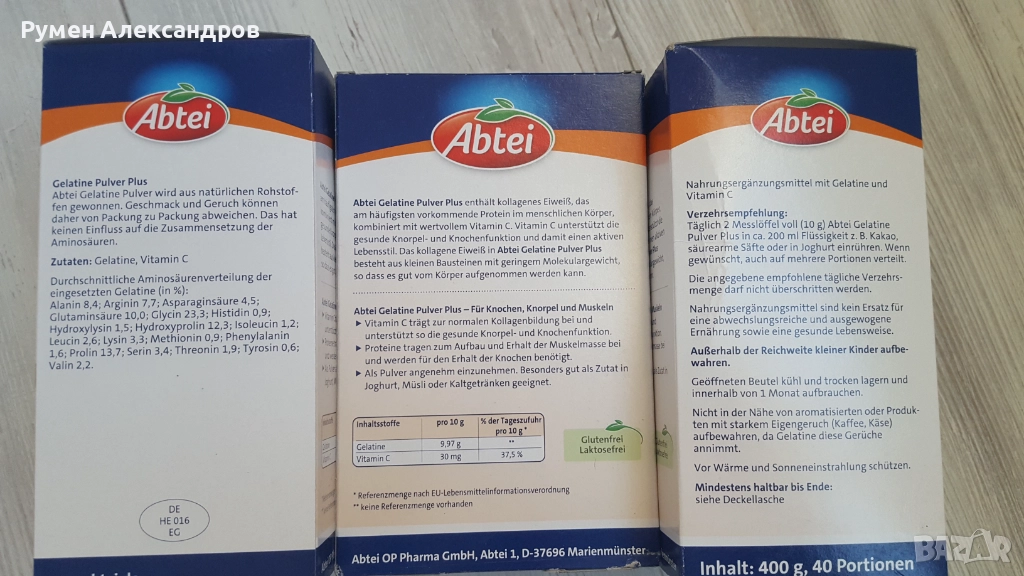 Румен Александров
Abtei
Gelatine Pulver Plus
Abtei Gelatine Pulver wird aus natürlichen Rohstof-
fen gewonnen. Geschmack und Geruch können
daher von Packung zu Packung abweichen. Das hat
keinen Einfluss auf die Zusammensetzung der
Aminosäuren.
Zutaten: Gelatine, Vitamin C
Durchschnittliche Aminosäurenverteilung der
eingesetzten Gelatine (in %):
Alanin 8,4; Arginin 7,7; Asparaginsäure 4,5;
Glutaminsäure 10,0; Glycin 23,3; Histidin 0,9;
Hydroxylysin 1,5; Hydroxyprolin 12,3; Isoleucin 1,2;
Leucin 2,6; Lysin 3,3; Methionin 0,9; Phenylalanin
1,6; Prolin 13,7; Serin 3,4; Threonin 1,9; Tyrosin 0,6;
Valin 2,2.
DE
HE 016
EG
Abtei
Abtei Gelatine Pulver Plus enthält kollagenes Eiweiß, das
am häufigsten vorkommende Protein im menschlichen Körper,
kombiniert mit wertvollem Vitamin C. Vitamin C unterstützt die
gesunde Knorpel- und Knochenfunktion und damit einen aktiven
Lebensstil. Das kollagene Eiweiß in Abtei Gelatine Pulver Plus
besteht aus kleinen Bausteinen mit geringem Molekulargewicht,
so dass es gut vom Körper aufgenommen werden kann.
Abtei Gelatine Pulver Plus – Für Knochen, Knorpel und Muskeln
▶ Vitamin C trägt zur normalen Kollagenbildung bei und
unterstützt so die gesunde Knorpel- und Knochenfunktion.
▶ Proteine tragen zum Aufbau und Erhalt der Muskelmasse bei
und werden für den Erhalt der Knochen benötigt.
▶ Als Pulver angenehm einzunehmen. Besonders gut als Zutat in
Joghurt, Müsli oder Kaltgetränken geeignet.
Inhaltsstoffe pro 10 g % der Tageszufuhr
pro 10 g*
Gelatine 9,97 g **
Vitamin C 30 mg 37,5 %
Glutenfrei
Laktosefrei
* Referenzmenge nach EU-Lebensmittelinformationsverordnung
** keine Referenzmenge vorhanden
Abtei OP Pharma GmbH, Abtei 1, D-37696 Marienmünster
Abtei
Nahrungsergänzungsmittel mit Gelatine und
Vitamin C
Verzehrsempfehlung:
Täglich 2 Messlöffel voll (10 g) Abtei Gelatine
Pulver Plus in ca. 200 ml Flüssigkeit z. B. Kakao,
säurearme Säfte oder in Joghurt einrühren. Wenn
gewünscht, auch auf mehrere Portionen verteilt.
Die angegebene empfohlene tägliche Verzehrs-
menge darf nicht überschritten werden.
Nahrungsergänzungsmittel sind kein Ersatz für
eine abwechslungsreiche und ausgewogene
Ernährung sowie eine gesunde Lebensweise.
Außerhalb der Reichweite kleiner Kinder aufbe-
wahren.
Geöffneten Beutel kühl und trocken lagern und
innerhalb von 1 Monat aufbrauchen.
Nicht in der Nähe von aromatisierten oder Produk-
ten mit starkem Eigengeruch (Kaffee, Käse)
aufbewahren, da Gelatine diese Gerüche
annimmt.
Vor Wärme und Sonneneinstrahlung schützen.
Mindestens haltbar bis Ende:
siehe Deckellasche
Inhalt: 400 g, 40 Portionen
BAZAR